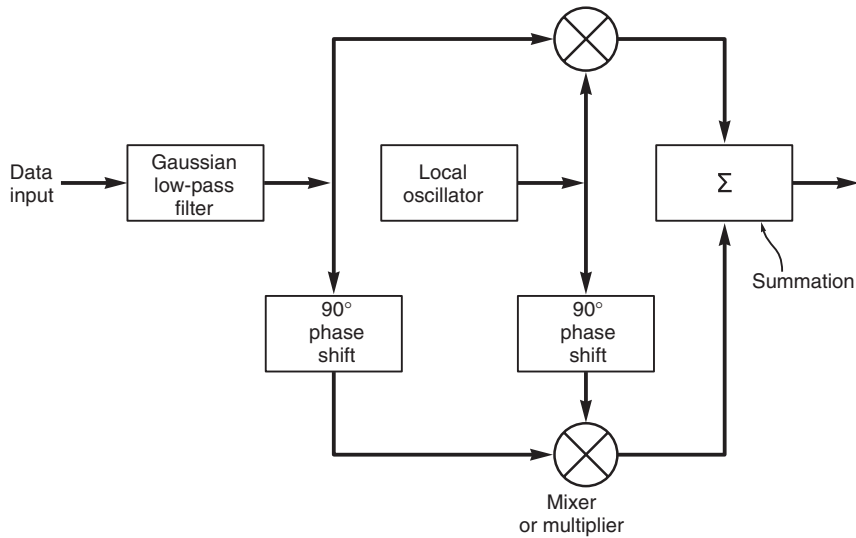 Data
input
Gaussian
low-pass
filter
Local
oscillator
Σ
Summation
90°
phase
shift
90°
phase
shift
Mixer
or multiplier